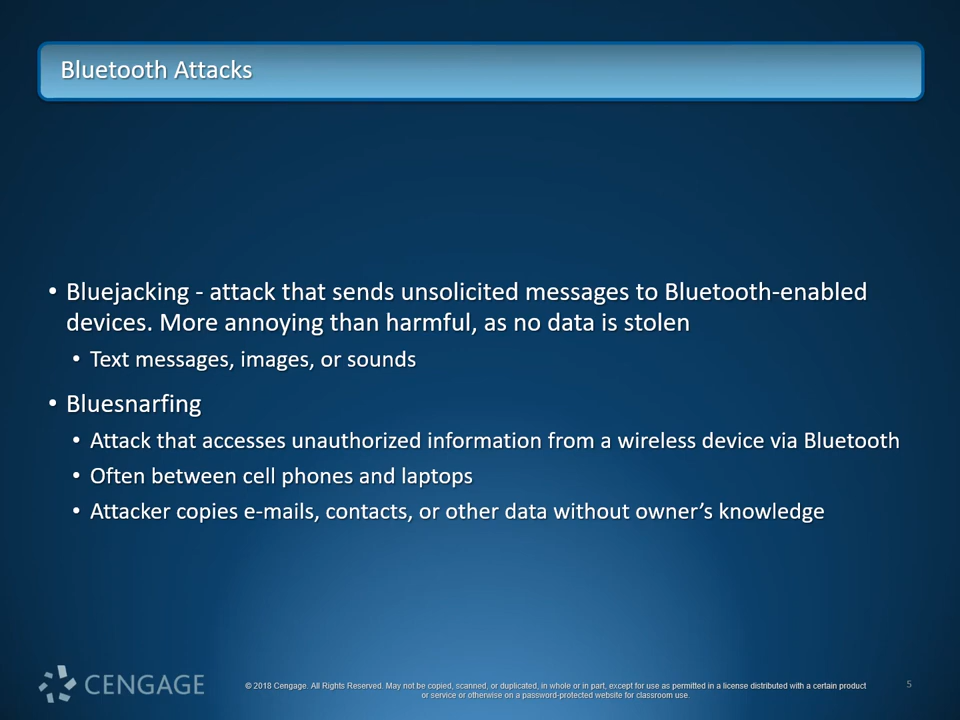 Bluetooth Attacks
• Bluejacking - attack that sends unsolicited messages to Bluetooth-enabled
devices. More annoying than harmful, as no data is stolen
• Text messages, images, or sounds
• Bluesnarfing
• Attack that accesses unauthorized information from a wireless device via Bluetooth
• Often between cell phones and laptops
• Attacker copies e-mails, contacts, or other data without owner’s knowledge
CENGAGE
© 2018 Cengage. All Rights Reserved. May not be copied, scanned, or duplicated, in whole or in part, except for use as permitted in a license distributed with a certain product
or service or otherwise on a password-protected website for classroom use.
5